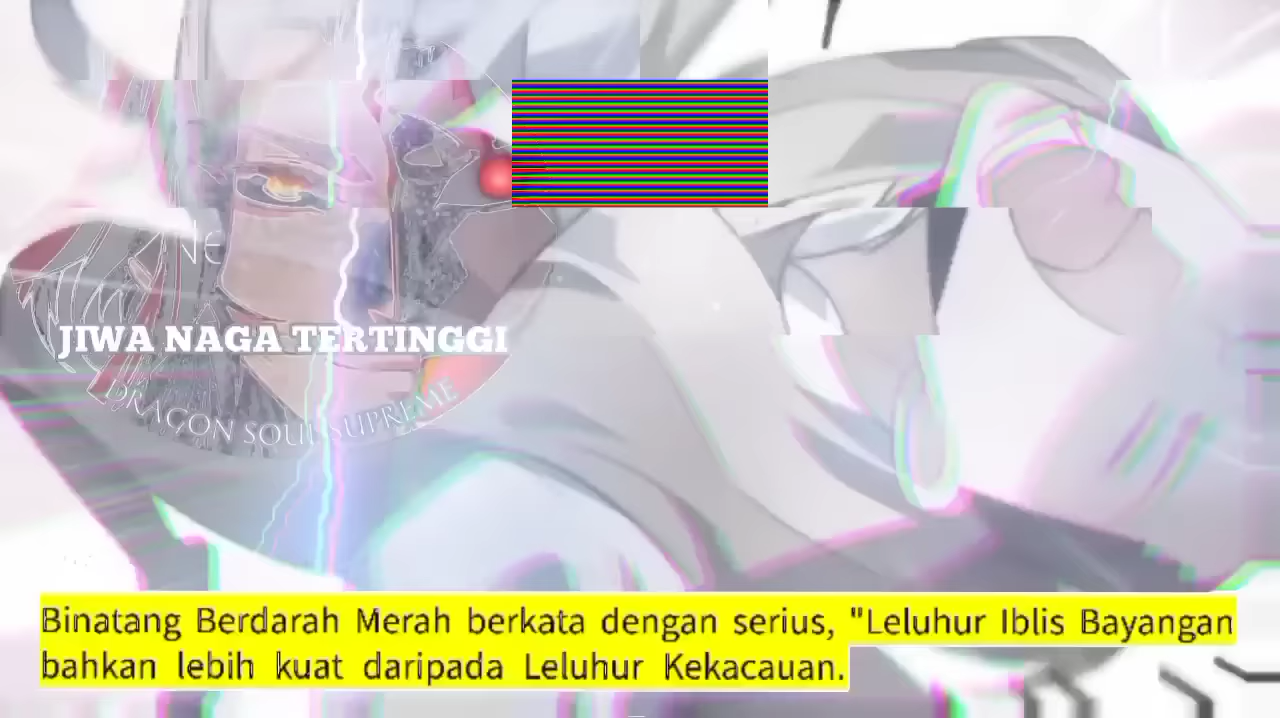 NE
JIWA NAGA TERTINGGI
DRAGON SOUL SUPREME
Binatang Berdarah Merah berkata dengan serius, "Leluhur Iblis Bayangan
bahkan lebih kuat daripada Leluhur Kekacauan.